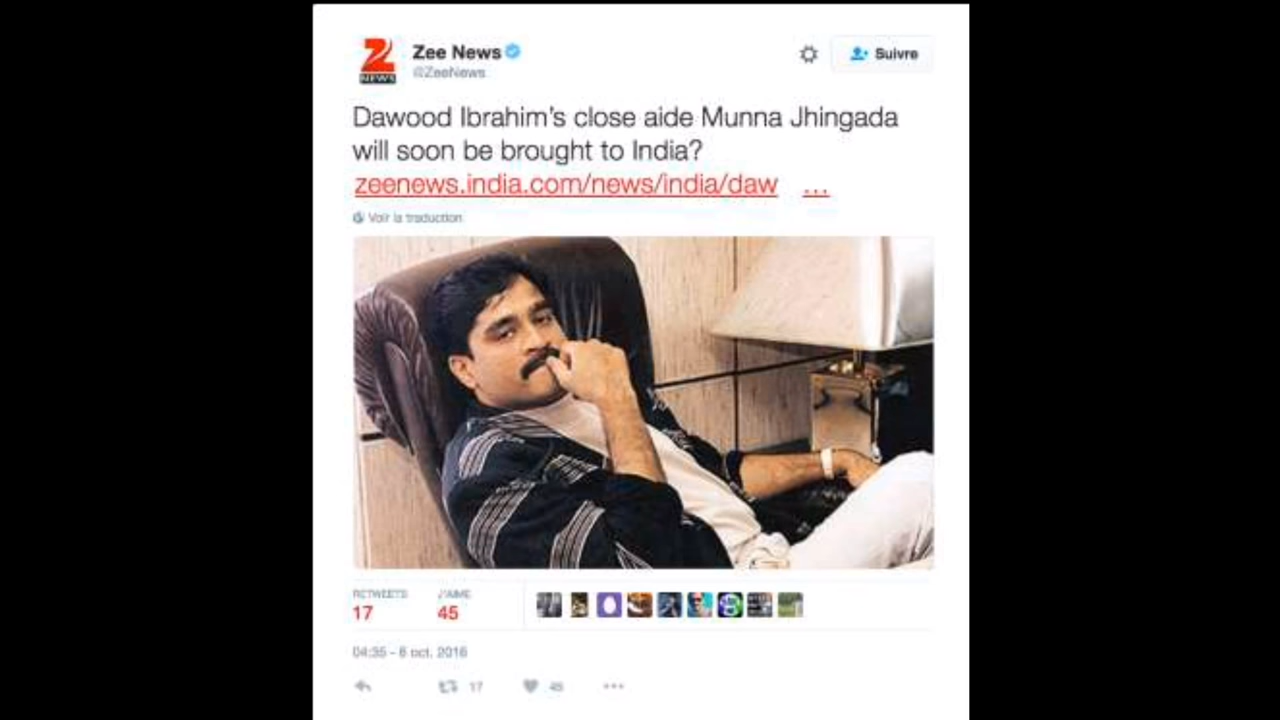 Zee News
@ZeeNews
Suivre
Dawood Ibrahim's close aide Munna Jhingada
will soon be brought to India?
zeenews.india.com/news/india/daw ...
Voir la traduction
RETWEETS J'AIME
17 45
04:35 - 6 oct. 2016
17 45